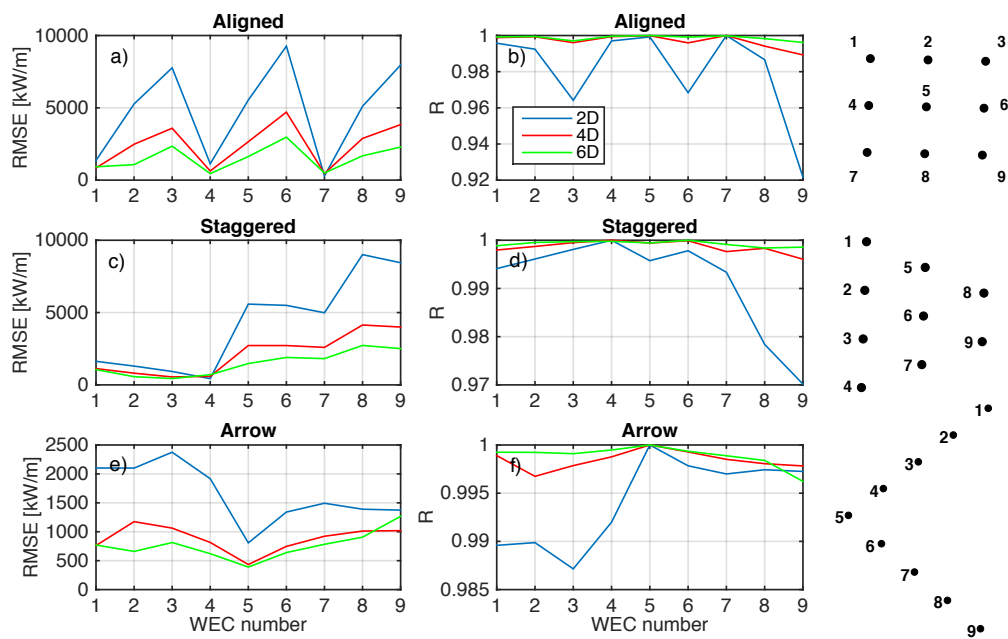 Aligned
RMSE [kW/m]
10000
5000
0
a)
1 2 3 4 5 6 7 8 9
Aligned
R
1
0.98
0.96
0.94
0.92
b)
2D
4D
6D
1 2 3 4 5 6 7 8 9
1 2 3
4 5 6
7 8 9
Staggered
RMSE [kW/m]
10000
5000
0
c)
1 2 3 4 5 6 7 8 9
Staggered
R
1
0.99
0.98
0.97
d)
1 2 3 4 5 6 7 8 9
1
5
2
8
6
3
9
7
4
Arrow
RMSE [kW/m]
2500
2000
1500
1000
500
0
e)
1 2 3 4 5 6 7 8 9
WEC number
Arrow
R
1
0.995
0.99
0.985
f)
1 2 3 4 5 6 7 8 9
WEC number
1
2
3
4
5
6
7
8
9